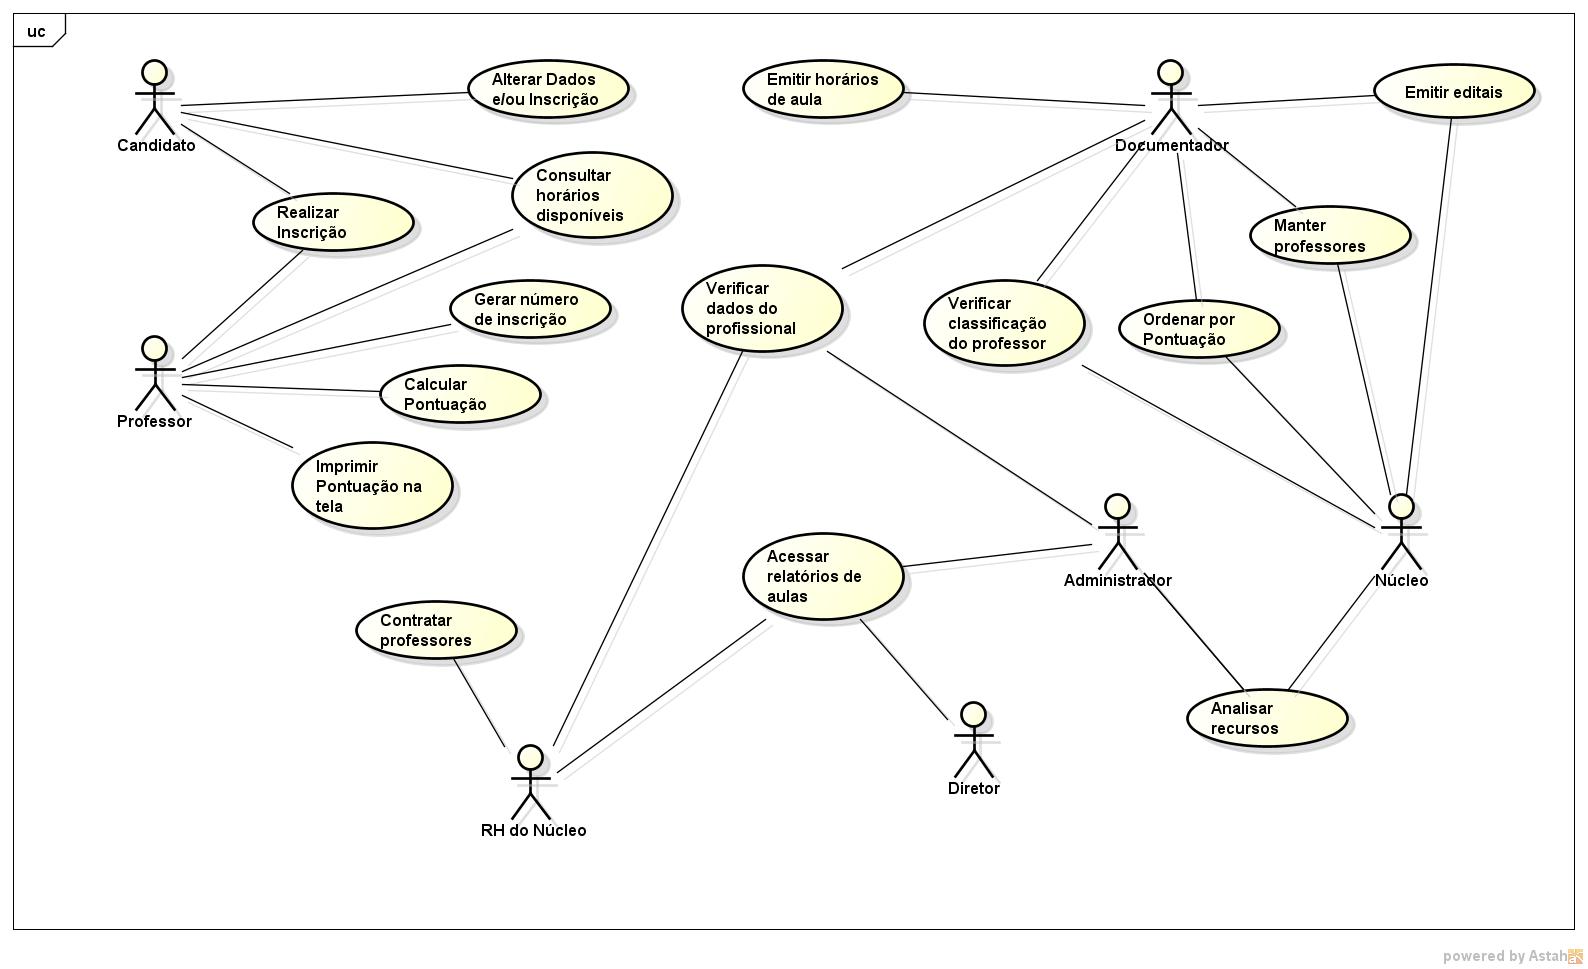 uc
Alterar Dados
e/ou Inscrição
Candidato
Consultar
horários
disponíveis
Realizar
Inscrição
Emitir horários
de aula
Documentador
Emitir editais
Manter
professores
Gerar número
de inscrição
Verificar
dados do
profissional
Verificar
classificação
do professor
Ordenar por
Pontuação
Professor
Calcular
Pontuação
Imprimir
Pontuação na
tela
Acessar
relatórios de
aulas
Administrador
Núcleo
Contratar
professores
Analisar
recursos
Diretor
RH do Núcleo
powered by Astah